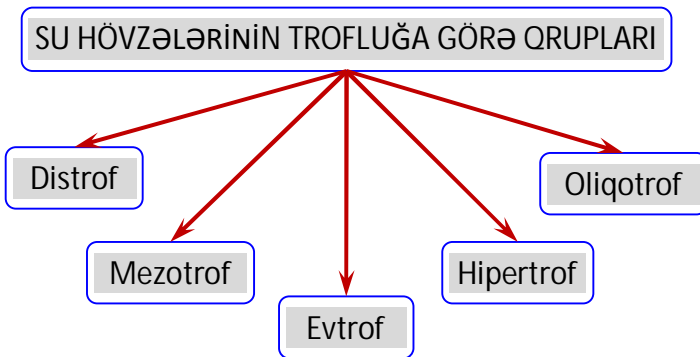 SU HÖVZƏLƏRİNİN TROFLUĞA GÖRƏ QRUPLARI
Distrof
Oliqotrof
Mezotrof
Hipertrof
Evtrof